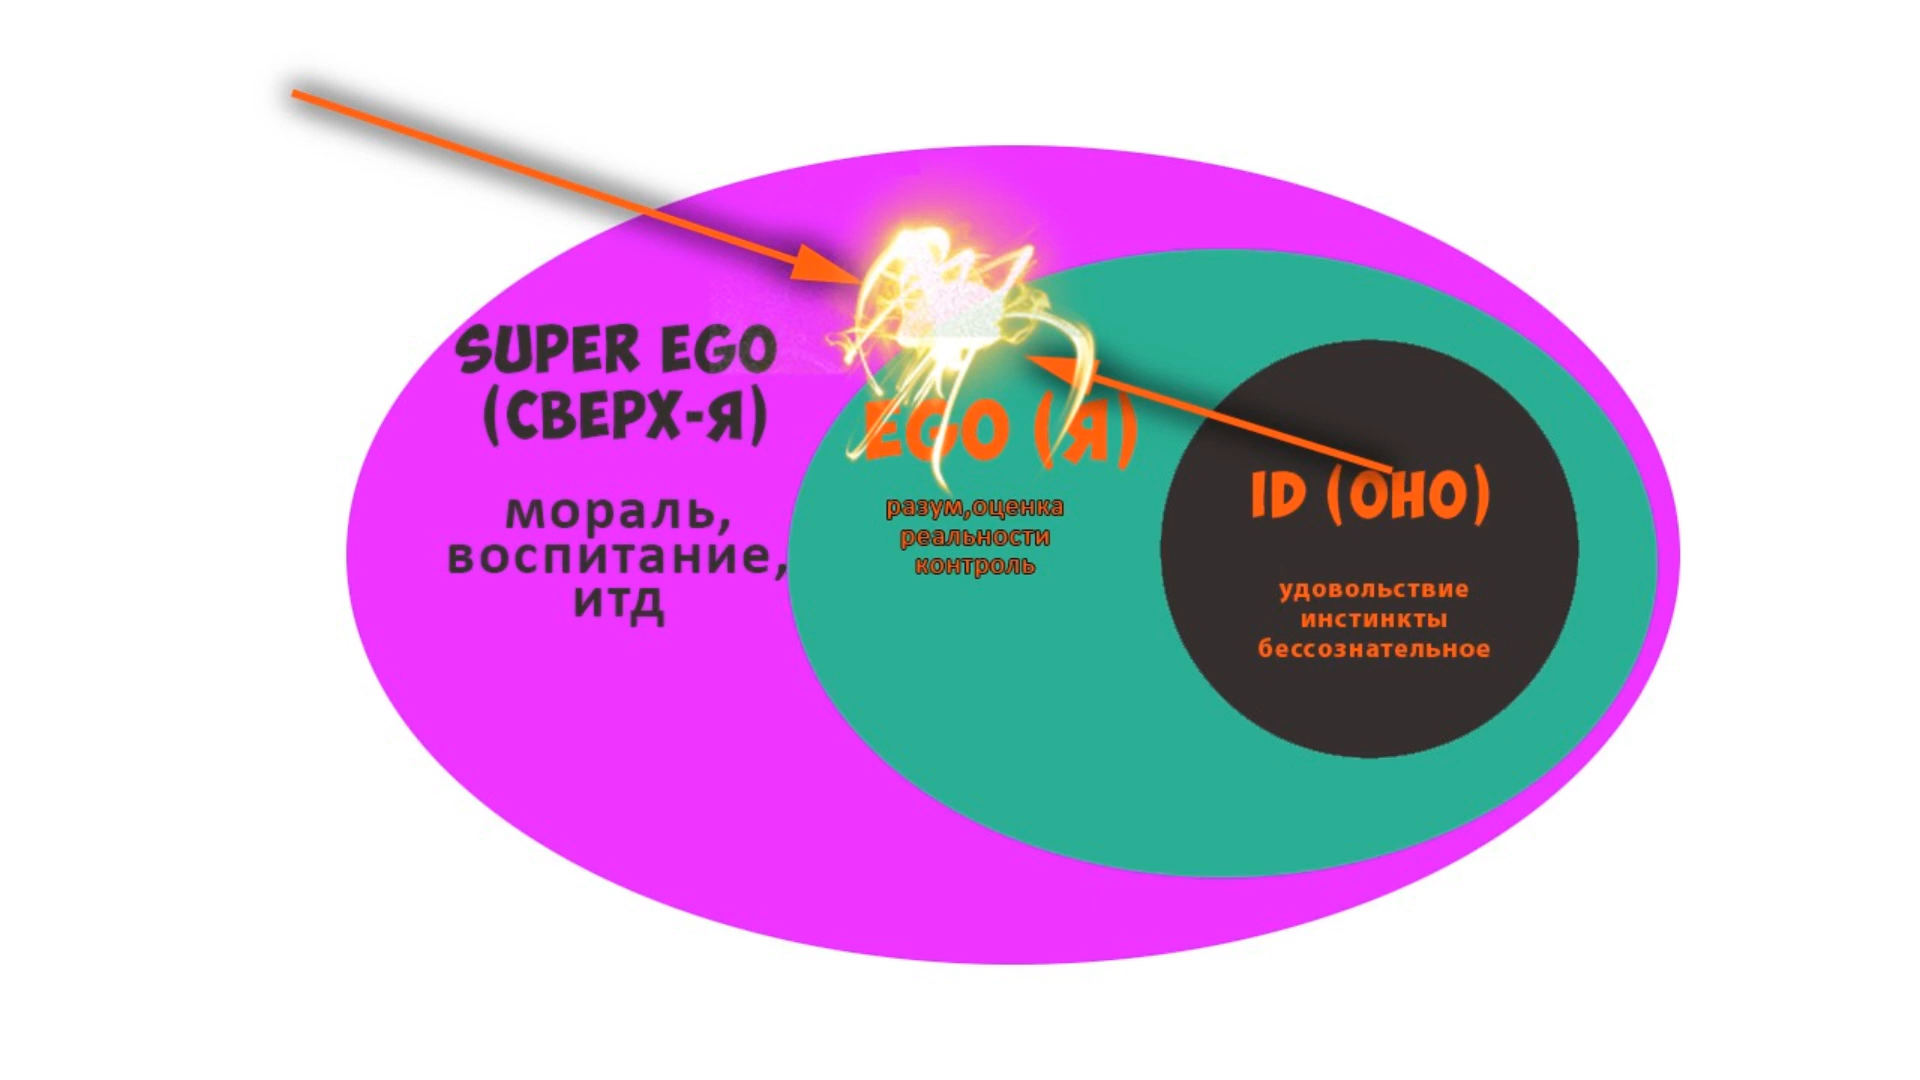 SUPER EGO
(СВЕРХ-Я)
мораль,
воспитание,
итд
EGO (Я)
разум,оценка
реальности
контроль
ID (ОНО)
удовольствие
инстинкты
бессознательное